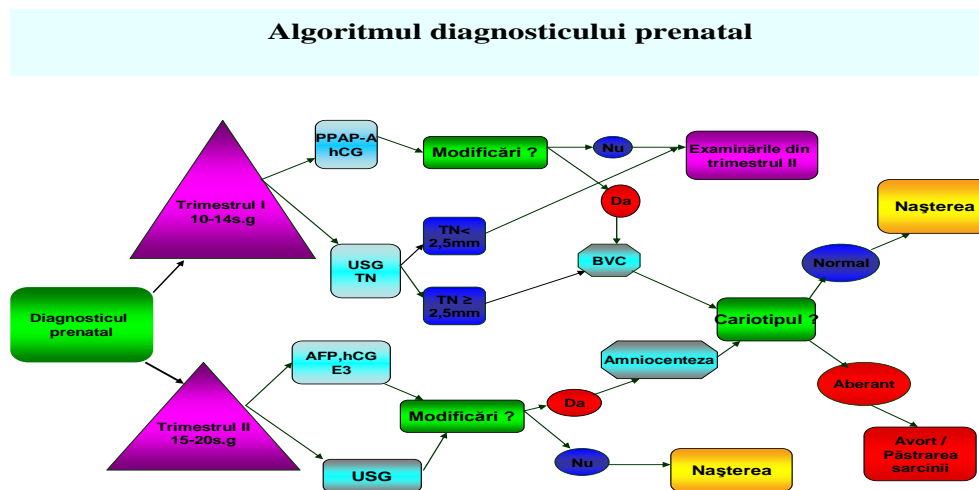 Algoritmul diagnosticului prenatal
PPAP-A
hCG
Modificări ?
Nu
Examinările din
trimestrul II
Trimestrul I
10-14s.g
Da
Naşterea
TN<
2,5mm
USG
TN
BVC
Normal
TN ≥
2,5mm
Diagnosticul
prenatal
Cariotipul ?
AFP,hCG
E3
Amniocenteza
Aberant
Trimestrul II
15-20s.g
Modificări ?
Da
Avort /
Păstrarea
sarcinii
USG
Nu
Naşterea